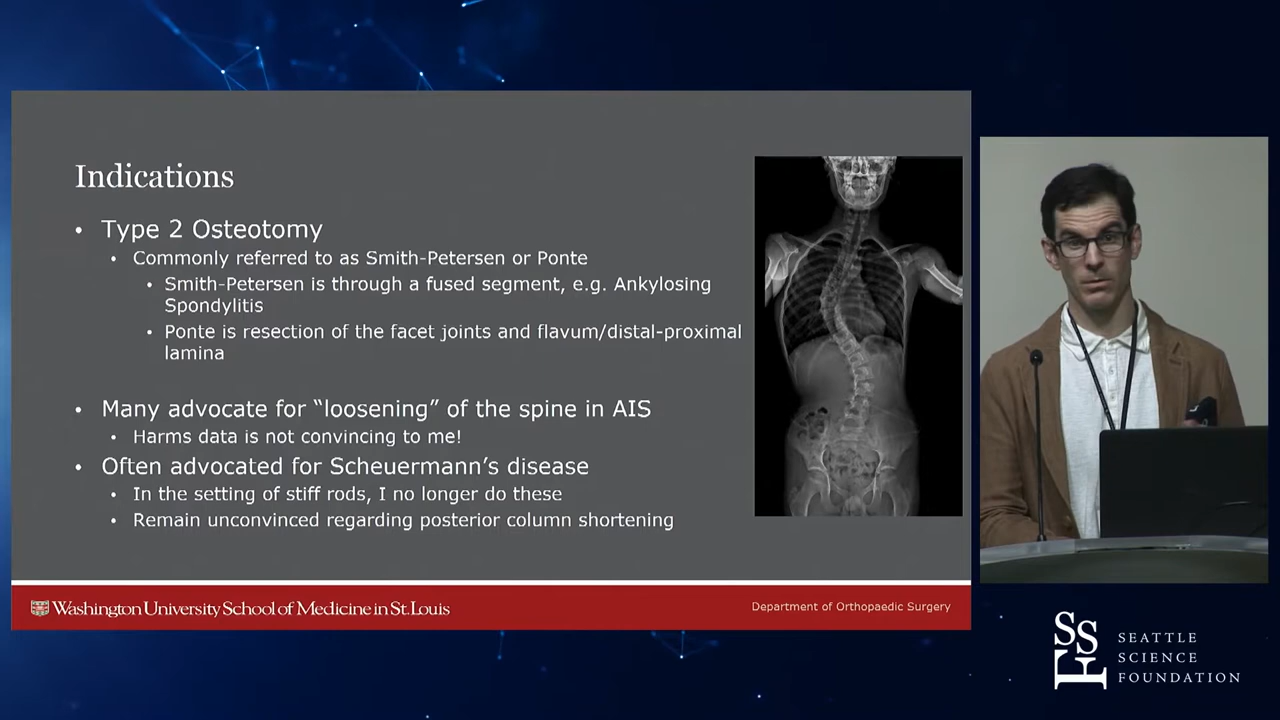 Indications
• Type 2 Osteotomy
• Commonly referred to as Smith-Petersen or Ponte
• Smith-Petersen is through a fused segment, e.g. Ankylosing
Spondylitis
• Ponte is resection of the facet joints and flavum/distal-proximal
lamina
• Many advocate for “loosening” of the spine in AIS
• Harms data is not convincing to me!
• Often advocated for Scheuermann’s disease
• In the setting of stiff rods, I no longer do these
• Remain unconvinced regarding posterior column shortening
Washington University School of Medicine in St. Louis
Department of Orthopaedic Surgery
SSF
SEATTLE
SCIENCE
FOUNDATION